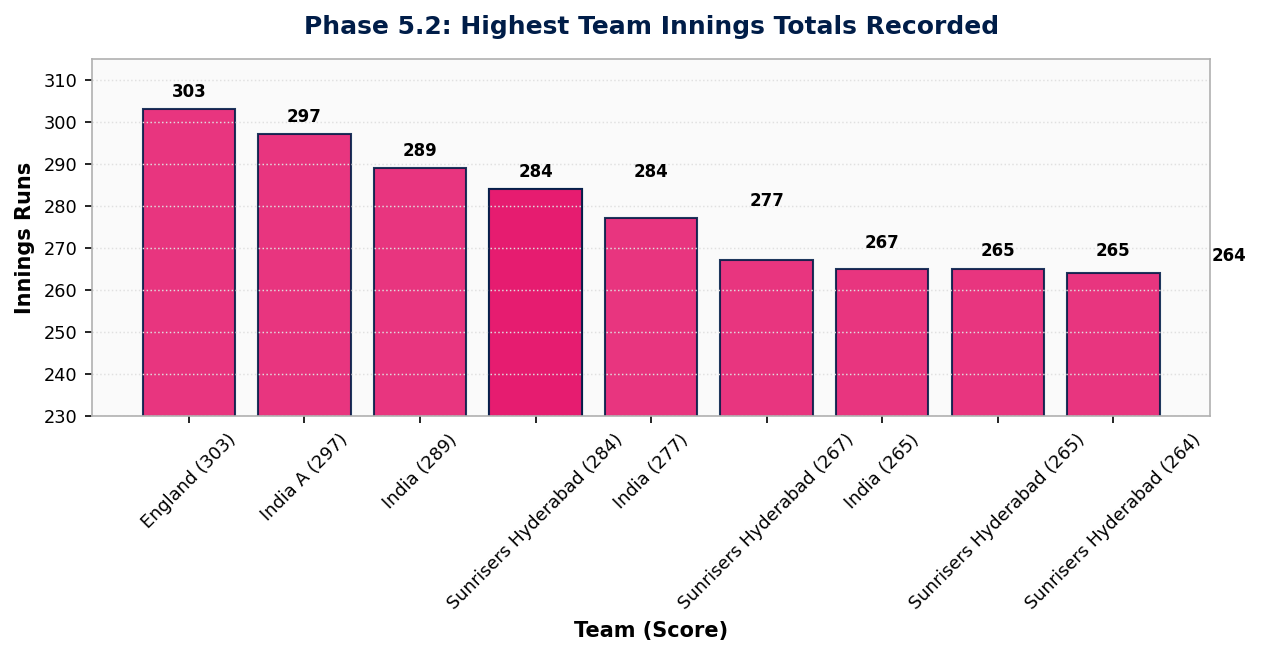 Phase 5.2: Highest Team Innings Totals Recorded
Innings Runs
310
300
290
280
270
260
250
240
230
303
297
289
284
284
277
267
265
265
264
England (303)
India A (297)
India (289)
Sunrisers Hyderabad (284)
India (277)
Sunrisers Hyderabad (267)
India (265)
Sunrisers Hyderabad (265)
Sunrisers Hyderabad (264)
Team (Score)